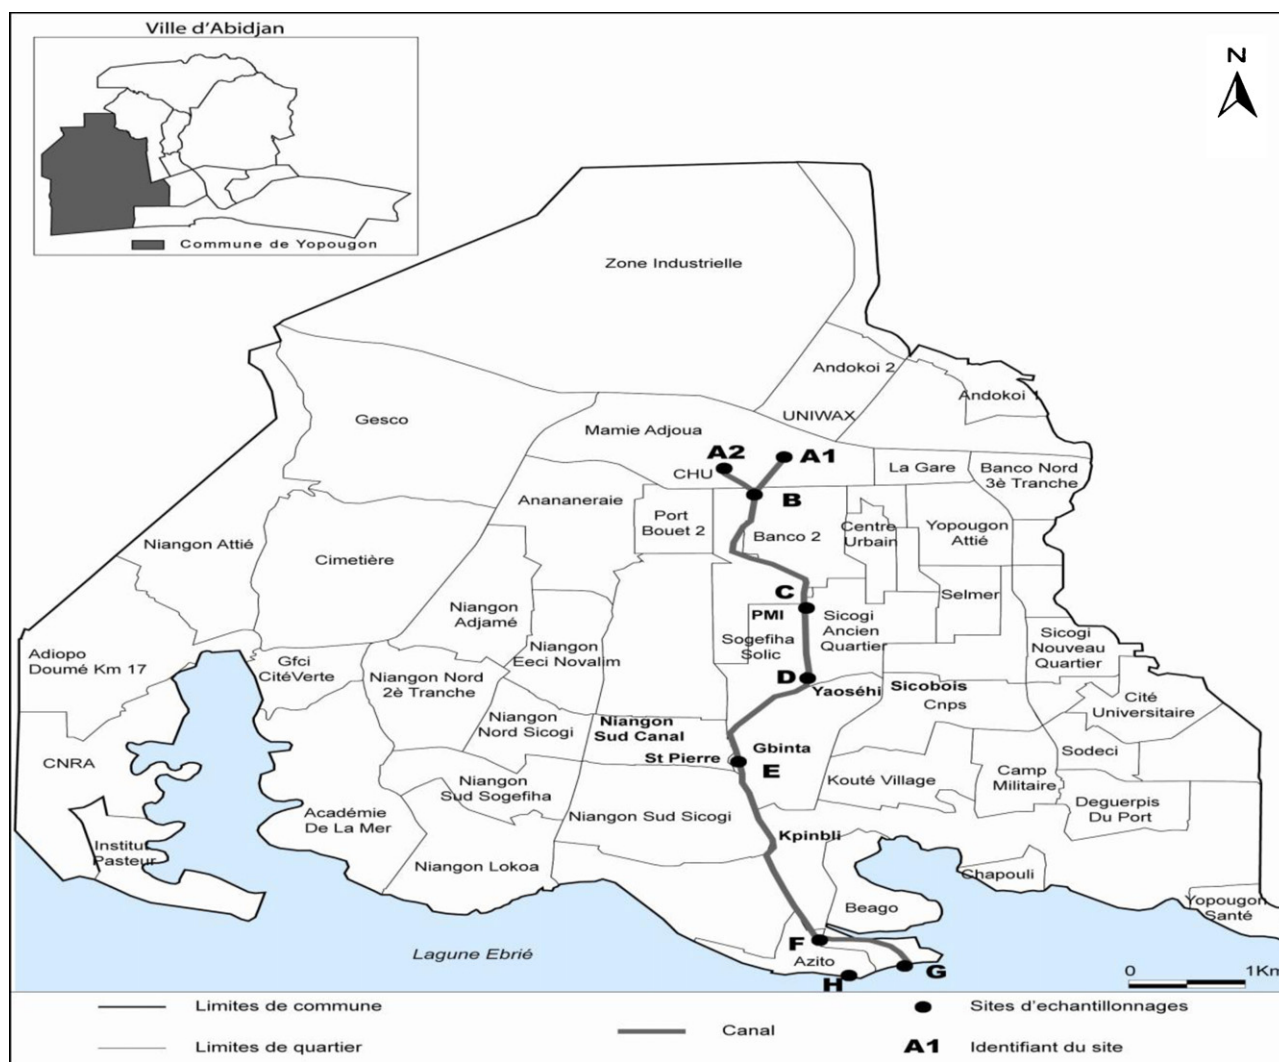 Ville d'Abidjan
Commune de Yopougon
N
Zone Industrielle
Andokoi 2
Andokoi 1
UNIWAX
Gesco
Mamie Adjoua
A2
A1
CHU
La Gare
Banco Nord
3è Tranche
Anananeraie
B
Port
Bouet 2
Banco 2
Centre
Urbain
Yopougon
Attié
Niangon Attié
Cimetière
C
Selmer
Niangon
Adjamé
PMI
Sicogi
Ancien
Quartier
Sogefiha
Solic
Niangon
Eeci Novalim
Sicogi
Nouveau
Quartier
Adiopo
Doumé Km 17
Gfci
CitéVerte
Niangon Nord
2è Tranche
D
Yaoséhi
Sicobois
Cnps
Cité
Universitaire
Niangon
Nord Sicogi
Niangon
Sud Canal
Gbinta
Sodeci
St Pierre
E
CNRA
Niangon
Sud Sogefiha
Kouté Village
Camp
Militaire
Deguerpis
Du Port
Académie
De La Mer
Niangon Sud Sicogi
Kpinbli
Institut
Pasteur
Niangon Lokoa
Chapouli
Beago
Yopougon
Santé
F
Lagune Ebrié
Azito
G
H
0 1Km
Limites de commune
Sites d'echantillonnages
Canal
Limites de quartier
A1 Identifiant du site